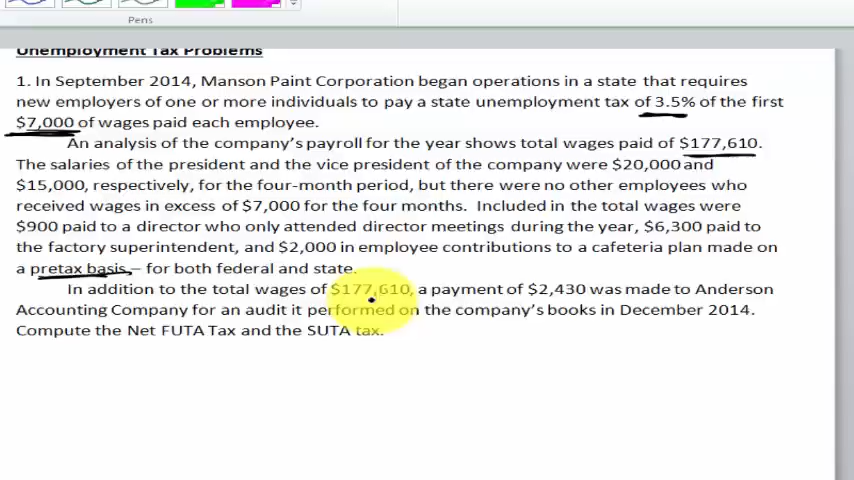 Pens
Unemployment Tax Problems
1. In September 2014, Manson Paint Corporation began operations in a state that requires
new employers of one or more individuals to pay a state unemployment tax of 3.5% of the first
$7,000 of wages paid each employee.
An analysis of the company's payroll for the year shows total wages paid of $177,610.
The salaries of the president and the vice president of the company were $20,000 and
$15,000, respectively, for the four-month period, but there were no other employees who
received wages in excess of $7,000 for the four months. Included in the total wages were
$900 paid to a director who only attended director meetings during the year, $6,300 paid to
the factory superintendent, and $2,000 in employee contributions to a cafeteria plan made on
a pretax basis – for both federal and state.
In addition to the total wages of $177,610, a payment of $2,430 was made to Anderson
Accounting Company for an audit it performed on the company's books in December 2014.
Compute the Net FUTA Tax and the SUTA tax.